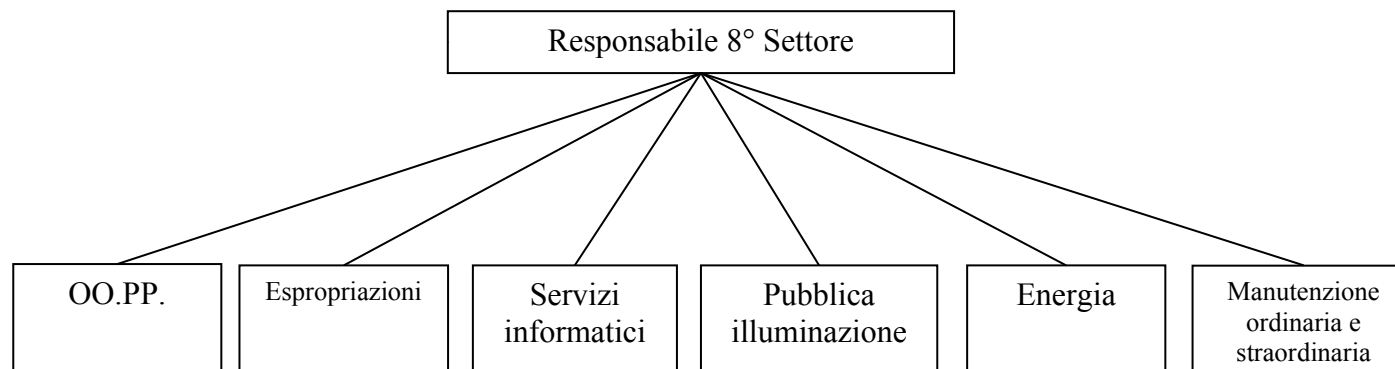 Responsabile 8° Settore
OO.PP.
Espropriazioni
Servizi
informatici
Pubblica
illuminazione
Energia
Manutenzione
ordinaria e
straordinaria